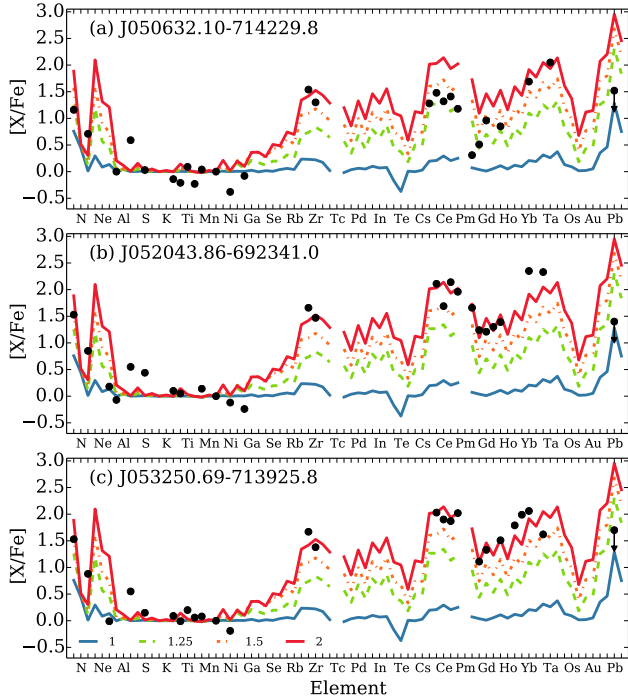 (a) J050632.10-714229.8
[X/Fe]
3.0
2.5
2.0
1.5
1.0
0.5
0.0
−0.5
N Ne Al S K Ti Mn Ni Ga Se Rb Zr Tc Pd In Te Cs Ce Pm Gd Ho Yb Ta Os Au Pb
(b) J052043.86-692341.0
[X/Fe]
3.0
2.5
2.0
1.5
1.0
0.5
0.0
−0.5
N Ne Al S K Ti Mn Ni Ga Se Rb Zr Tc Pd In Te Cs Ce Pm Gd Ho Yb Ta Os Au Pb
(c) J053250.69-713925.8
[X/Fe]
3.0
2.5
2.0
1.5
1.0
0.5
0.0
−0.5
1 1.25 1.5 2
N Ne Al S K Ti Mn Ni Ga Se Rb Zr Tc Pd In Te Cs Ce Pm Gd Ho Yb Ta Os Au Pb
Element